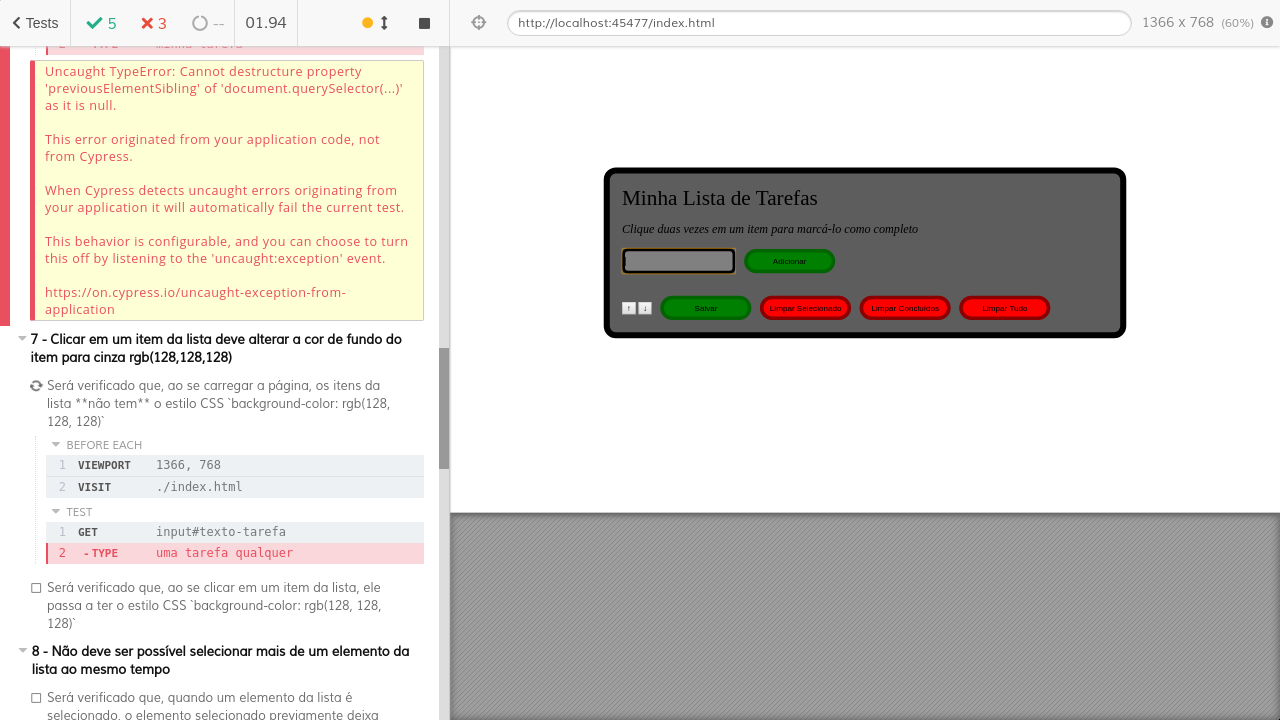 Tests
5
3
--
01.94
http://localhost:45477/index.html
1366 x 768 (60%)
2 -TYPE minha tarefa
Uncaught TypeError: Cannot destructure property
'previousElementSibling' of 'document.querySelector(...)'
as it is null.
This error originated from your application code, not
from Cypress.
When Cypress detects uncaught errors originating from
your application it will automatically fail the current test.
This behavior is configurable, and you can choose to turn
this off by listening to the 'uncaught:exception' event.
https://on.cypress.io/uncaught-exception-from-
application
7 - Clicar em um item da lista deve alterar a cor de fundo do
item para cinza rgb(128,128,128)
Será verificado que, ao se carregar a página, os itens da
lista **não tem** o estilo CSS `background-color: rgb(128,
128, 128)`
BEFORE EACH
1 VIEWPORT 1366, 768
2 VISIT ./index.html
TEST
1 GET input#texto-tarefa
2 -TYPE uma tarefa qualquer
Será verificado que, ao se clicar em um item da lista, ele
passa a ter o estilo CSS `background-color: rgb(128, 128,
128)`
8 - Não deve ser possível selecionar mais de um elemento da
lista ao mesmo tempo
Será verificado que, quando um elemento da lista é
selecionado, o elemento selecionado previamente deixa
Minha Lista de Tarefas
Clique duas vezes em um item para marcá-lo como completo
Adicionar
↑ ↓ Salvar Limpar Selecionado Limpar Concluidos Limpar Tudo